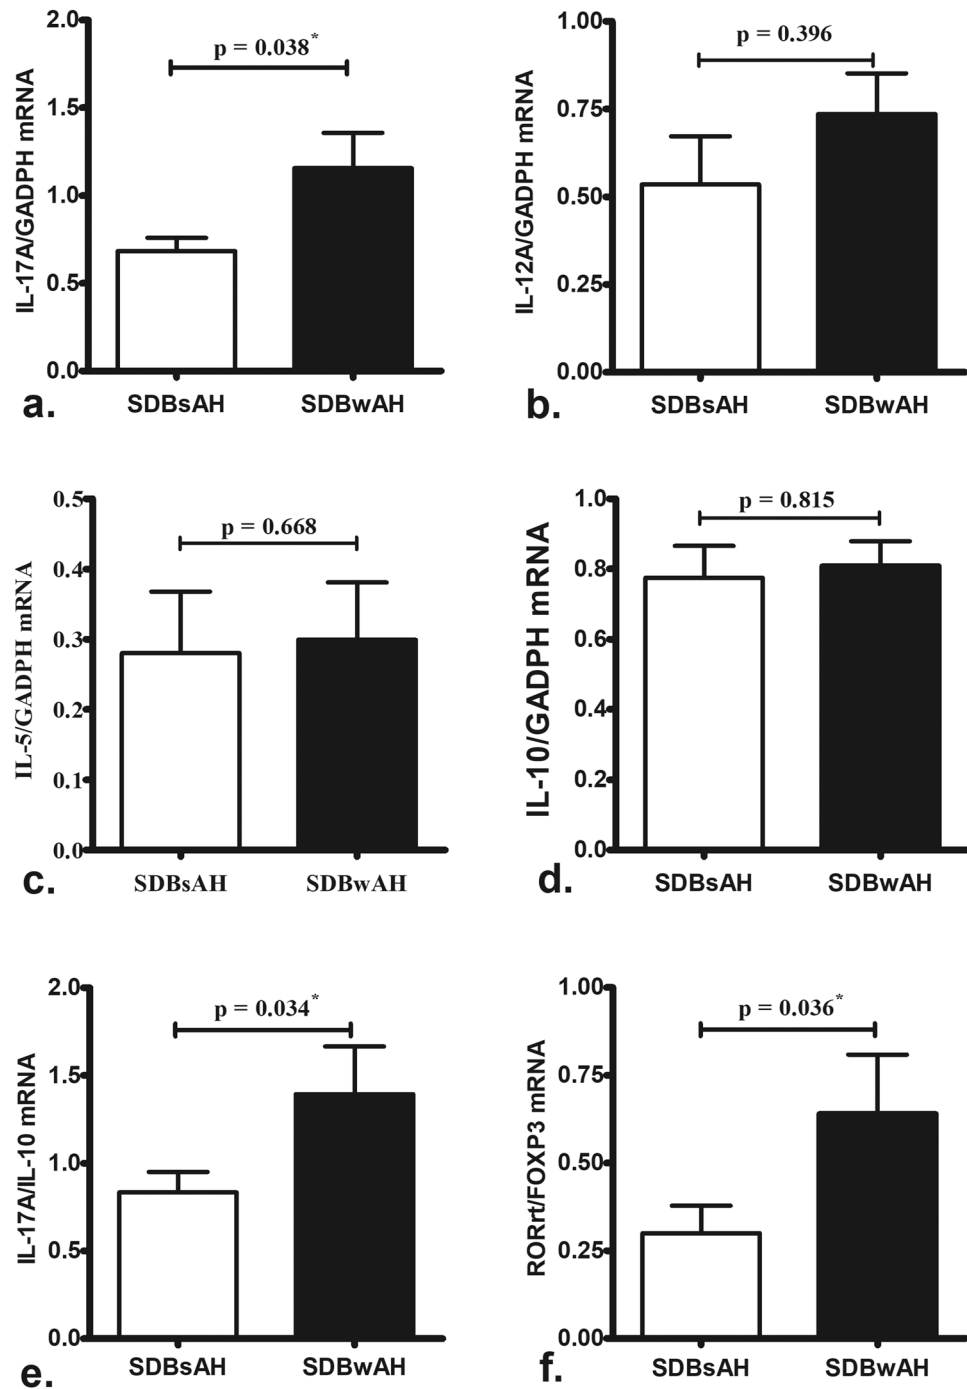 2.0
1.5
1.0
0.5
0.0
IL-17A/GADPH mRNA
p = 0.038*
SDBsAH
SDBwAH
a.
1.00
0.75
0.50
0.25
0.00
IL-12A/GADPH mRNA
p = 0.396
SDBsAH
SDBwAH
b.
0.5
0.4
0.3
0.2
0.1
0.0
IL-5/GADPH mRNA
p = 0.668
SDBsAH
SDBwAH
c.
1.0
0.8
0.6
0.4
0.2
0.0
IL-10/GADPH mRNA
p = 0.815
SDBsAH
SDBwAH
d.
2.0
1.5
1.0
0.5
0.0
IL-17A/IL-10 mRNA
p = 0.034*
SDBsAH
SDBwAH
e.
1.00
0.75
0.50
0.25
0.00
RORrt/FOXP3 mRNA
p = 0.036*
SDBsAH
SDBwAH
f.